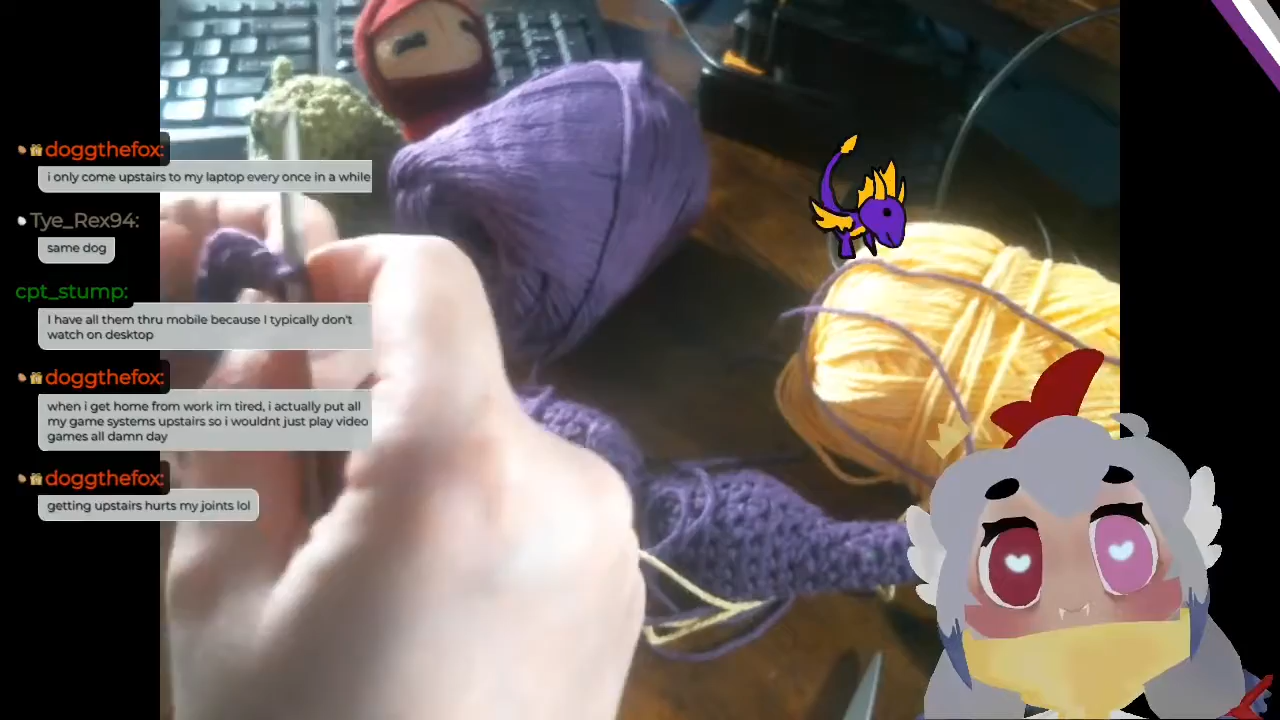 doggthefox:
i only come upstairs to my laptop every once in a while
Tye_Rex94:
same dog
cpt_stump:
I have all them thru mobile because I typically don't
watch on desktop
doggthefox:
when i get home from work im tired, i actually put all
my game systems upstairs so i wouldnt just play video
games all damn day
doggthefox:
getting upstairs hurts my joints lol